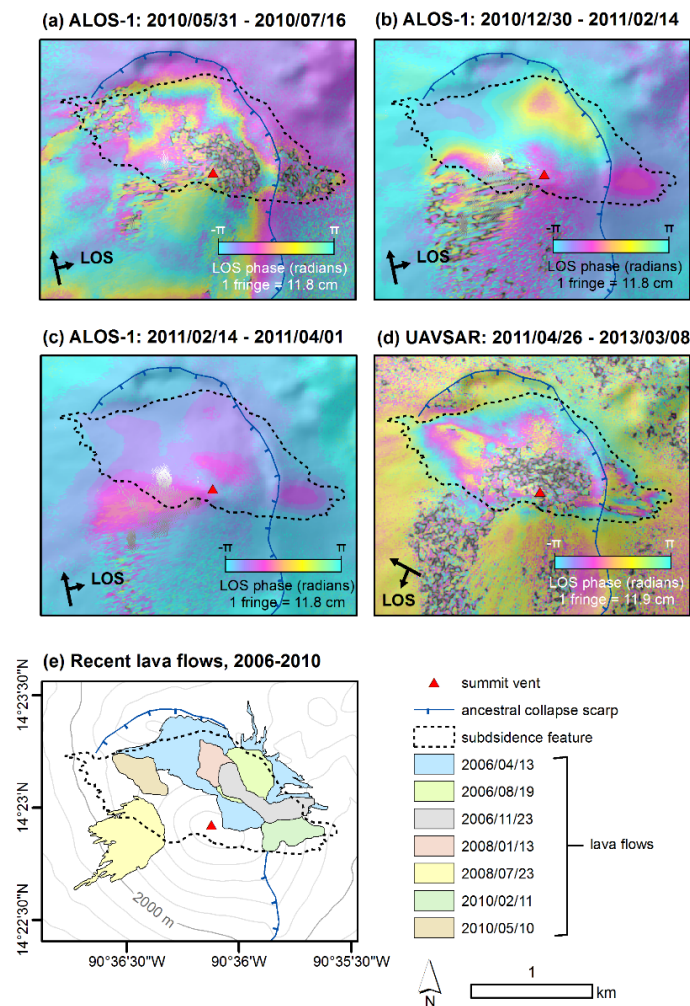 (a) ALOS-1: 2010/05/31 - 2010/07/16
LOS
-π
π
LOS phase (radians)
1 fringe = 11.8 cm
(b) ALOS-1: 2010/12/30 - 2011/02/14
LOS
-π
π
LOS phase (radians)
1 fringe = 11.8 cm
(c) ALOS-1: 2011/02/14 - 2011/04/01
LOS
-π
π
LOS phase (radians)
1 fringe = 11.8 cm
(d) UAVSAR: 2011/04/26 - 2013/03/08
LOS
-π
π
LOS phase (radians)
1 fringe = 11.9 cm
(e) Recent lava flows, 2006-2010
14°23'30"N
14°23'N
14°22'30"N
2000 m
90°36'30"W
90°36'W
90°35'30"W
summit vent
ancestral collapse scarp
subdsidence feature
2006/04/13
2006/08/19
2006/11/23
2008/01/13
2008/07/23
2010/02/11
2010/05/10
lava flows
N
1
km